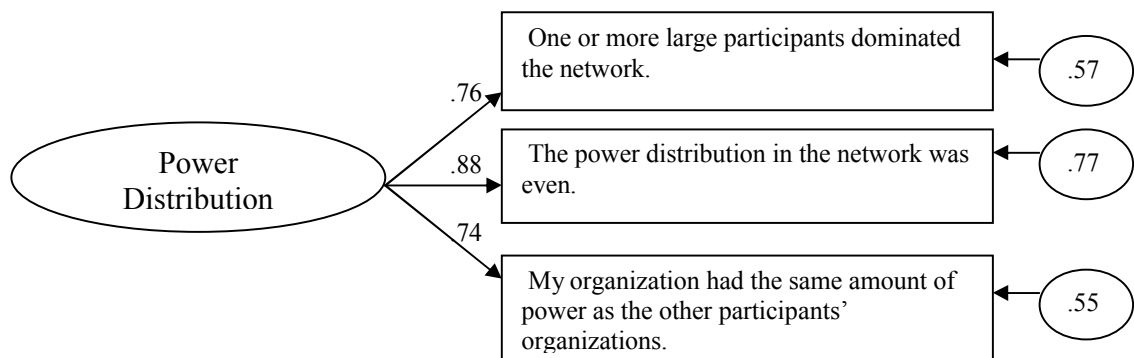 One or more large participants dominated
the network.
.57
.76
Power
Distribution
.88
The power distribution in the network was
even.
.77
.74
My organization had the same amount of
power as the other participants’
organizations.
.55